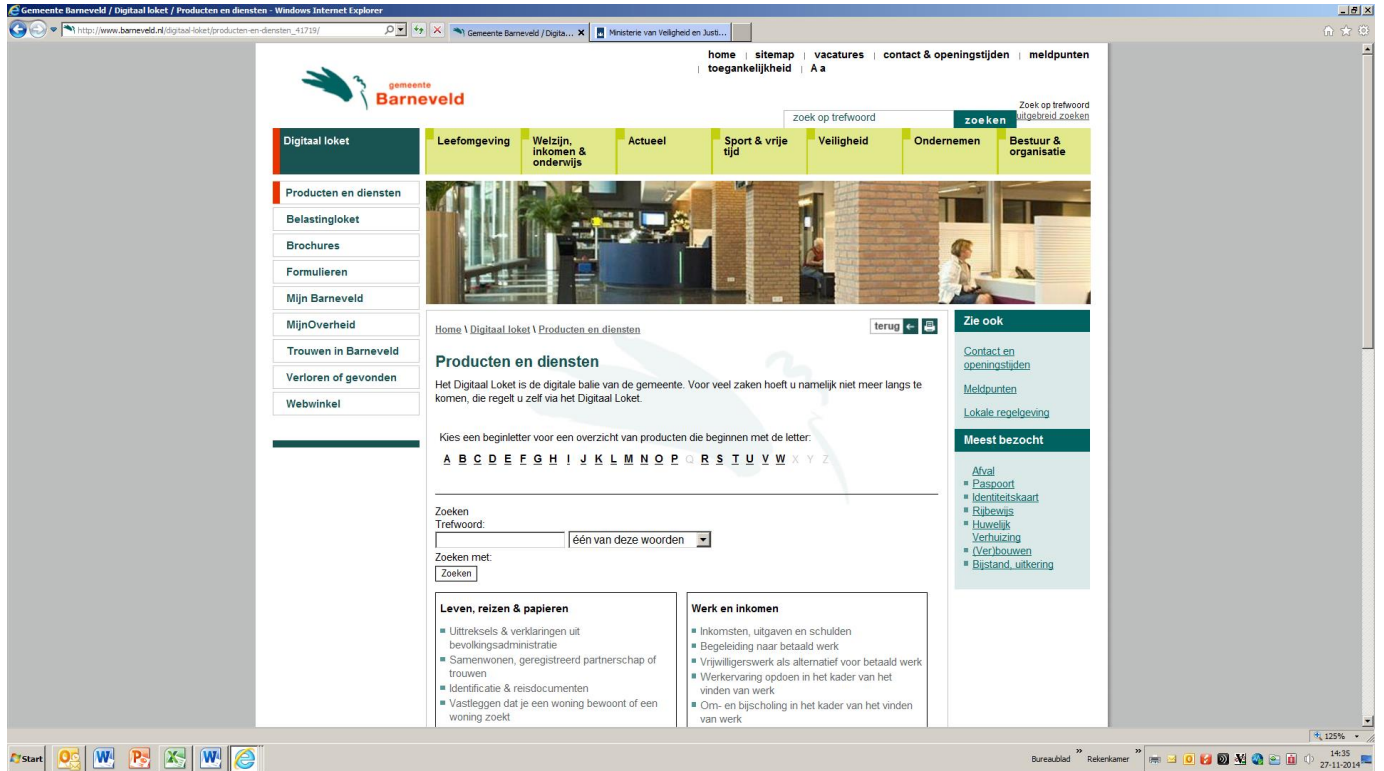 Gemeente Barneveld / Digitaal loket / Producten en diensten - Windows Internet Explorer
http://www.barneveld.nl/digitaal-loket/producten-en-diensten_41719/
Gemeente Barneveld / Digita...
Ministerie van Veiligheid en Justi...
home | sitemap | vacatures | contact & openingstijden | meldpunten
| toegankelijkheid | A a
gemeente
Barneveld
Zoek op trefwoord
zoek op trefwoord
zoeken
uitgebreid zoeken
Digitaal loket
Leefomgeving
Welzijn,
inkomen &
onderwijs
Actueel
Sport & vrije
tijd
Veiligheid
Ondernemen
Bestuur &
organisatie
Producten en diensten
Belastingloket
Brochures
Formulieren
Mijn Barneveld
MijnOverheid
Trouwen in Barneveld
Verloren of gevonden
Webwinkel
Home \ Digitaal loket \ Producten en diensten
terug
Producten en diensten
Het Digitaal Loket is de digitale balie van de gemeente. Voor veel zaken hoeft u namelijk niet meer langs te
komen, die regelt u zelf via het Digitaal Loket.
Kies een beginletter voor een overzicht van producten die beginnen met de letter:
A B C D E F G H I J K L M N O P Q R S T U V W X Y Z
Zoeken
Trefwoord:
één van deze woorden
Zoeken met:
Zoeken
Leven, reizen & papieren
Uittreksels & verklaringen uit
bevolkingsadministratie
Samenwonen, geregistreerd partnerschap of
trouwen
Identificatie & reisdocumenten
Vastleggen dat je een woning bewoont of een
woning zoekt
Werk en inkomen
Inkomsten, uitgaven en schulden
Begeleiding naar betaald werk
Vrijwilligerswerk als alternatief voor betaald werk
Werkervaring opdoen in het kader van het
vinden van werk
Om- en bijscholing in het kader van het vinden
van werk
Zie ook
Contact en
openingstijden
Meldpunten
Lokale regelgeving
Meest bezocht
Afval
Paspoort
Identiteitskaart
Rijbewijs
Huwelijk
Verhuizing
(Ver)bouwen
Bijstand, uitkering
125%
Start
Bureaublad
Rekenkamer
14:35
27-11-2014